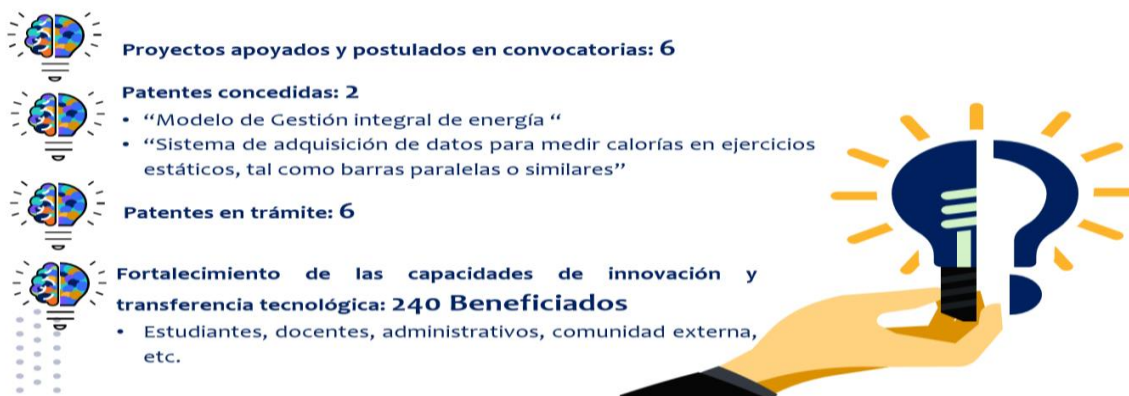 Proyectos apoyados y postulados en convocatorias: 6
Patentes concedidas: 2
• “Modelo de Gestión integral de energía “
• “Sistema de adquisición de datos para medir calorías en ejercicios
estáticos, tal como barras paralelas o similares”
Patentes en trámite: 6
Fortalecimiento de las capacidades de innovación y
transferencia tecnológica: 240 Beneficiados
• Estudiantes, docentes, administrativos, comunidad externa,
etc.